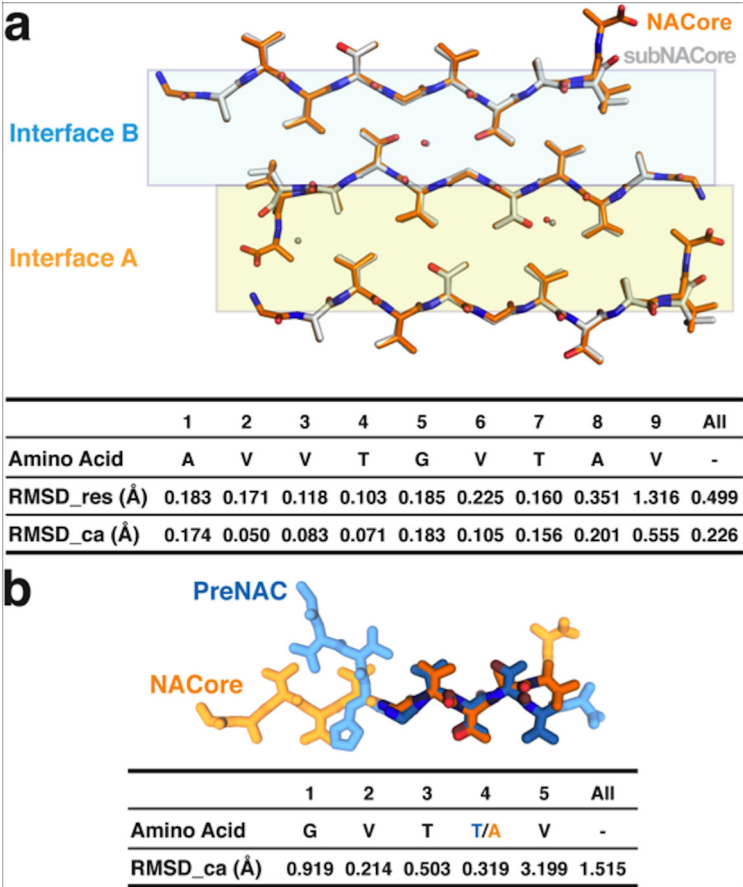 a
NACore
subNACore
Interface B
Interface A
1 2 3 4 5 6 7 8 9 All
Amino Acid A V V T G V T A V -
RMSD_res (Å) 0.183 0.171 0.118 0.103 0.185 0.225 0.160 0.351 1.316 0.499
RMSD_ca (Å) 0.174 0.050 0.083 0.071 0.183 0.105 0.156 0.201 0.555 0.226
b
PreNAC
NACore
1 2 3 4 5 All
Amino Acid G V T T/A V -
RMSD_ca (Å) 0.919 0.214 0.503 0.319 3.199 1.515